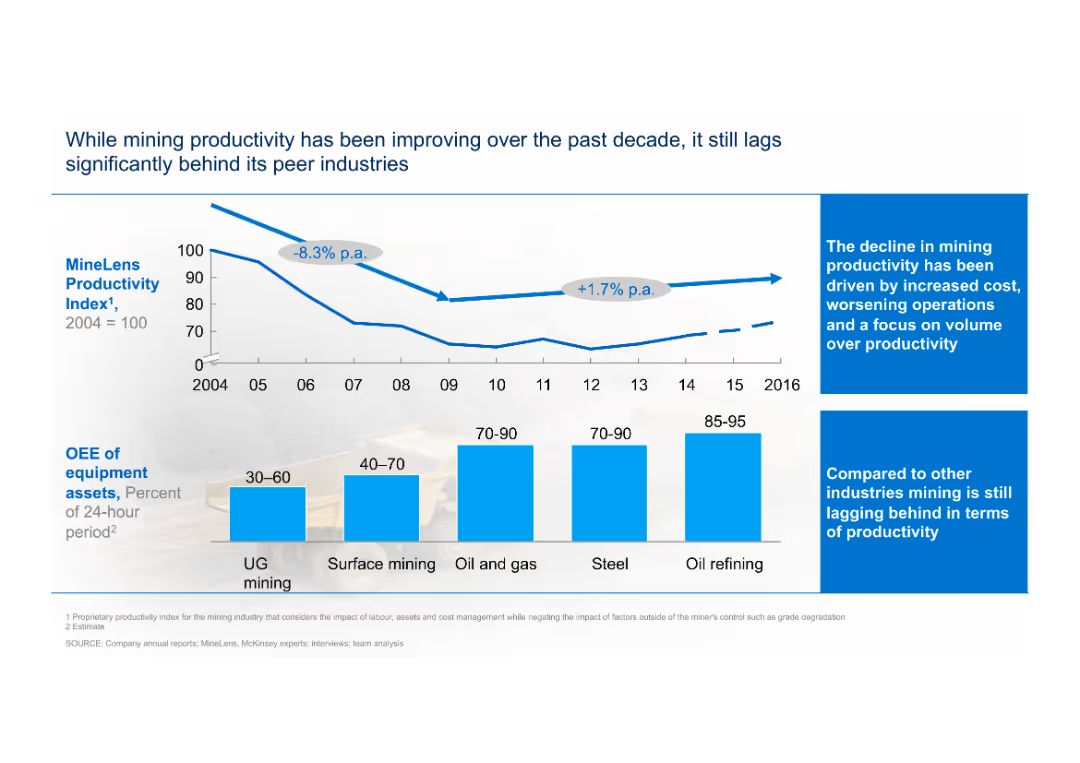 While mining productivity has been improving over the past decade, it still lags
significantly behind its peer industries
MineLens
Productivity
Index1,
2004 = 100
100
90
80
70
0
-8.3% p.a.
+1.7% p.a.
2004 05 06 07 08 09 10 11 12 13 14 15 2016
The decline in mining
productivity has been
driven by increased cost,
worsening operations
and a focus on volume
over productivity
OEE of
equipment
assets, Percent
of 24-hour
period2
30–60
40–70
70-90
70-90
85-95
UG
mining
Surface mining
Oil and gas
Steel
Oil refining
Compared to other
industries mining is still
lagging behind in terms
of productivity
1 Proprietary productivity index for the mining industry that considers the impact of labour, assets and cost management while negating the impact of factors outside of the miner's control such as grade degradation
2 Estimate
SOURCE: Company annual reports; MineLens, McKinsey experts; interviews; team analysis